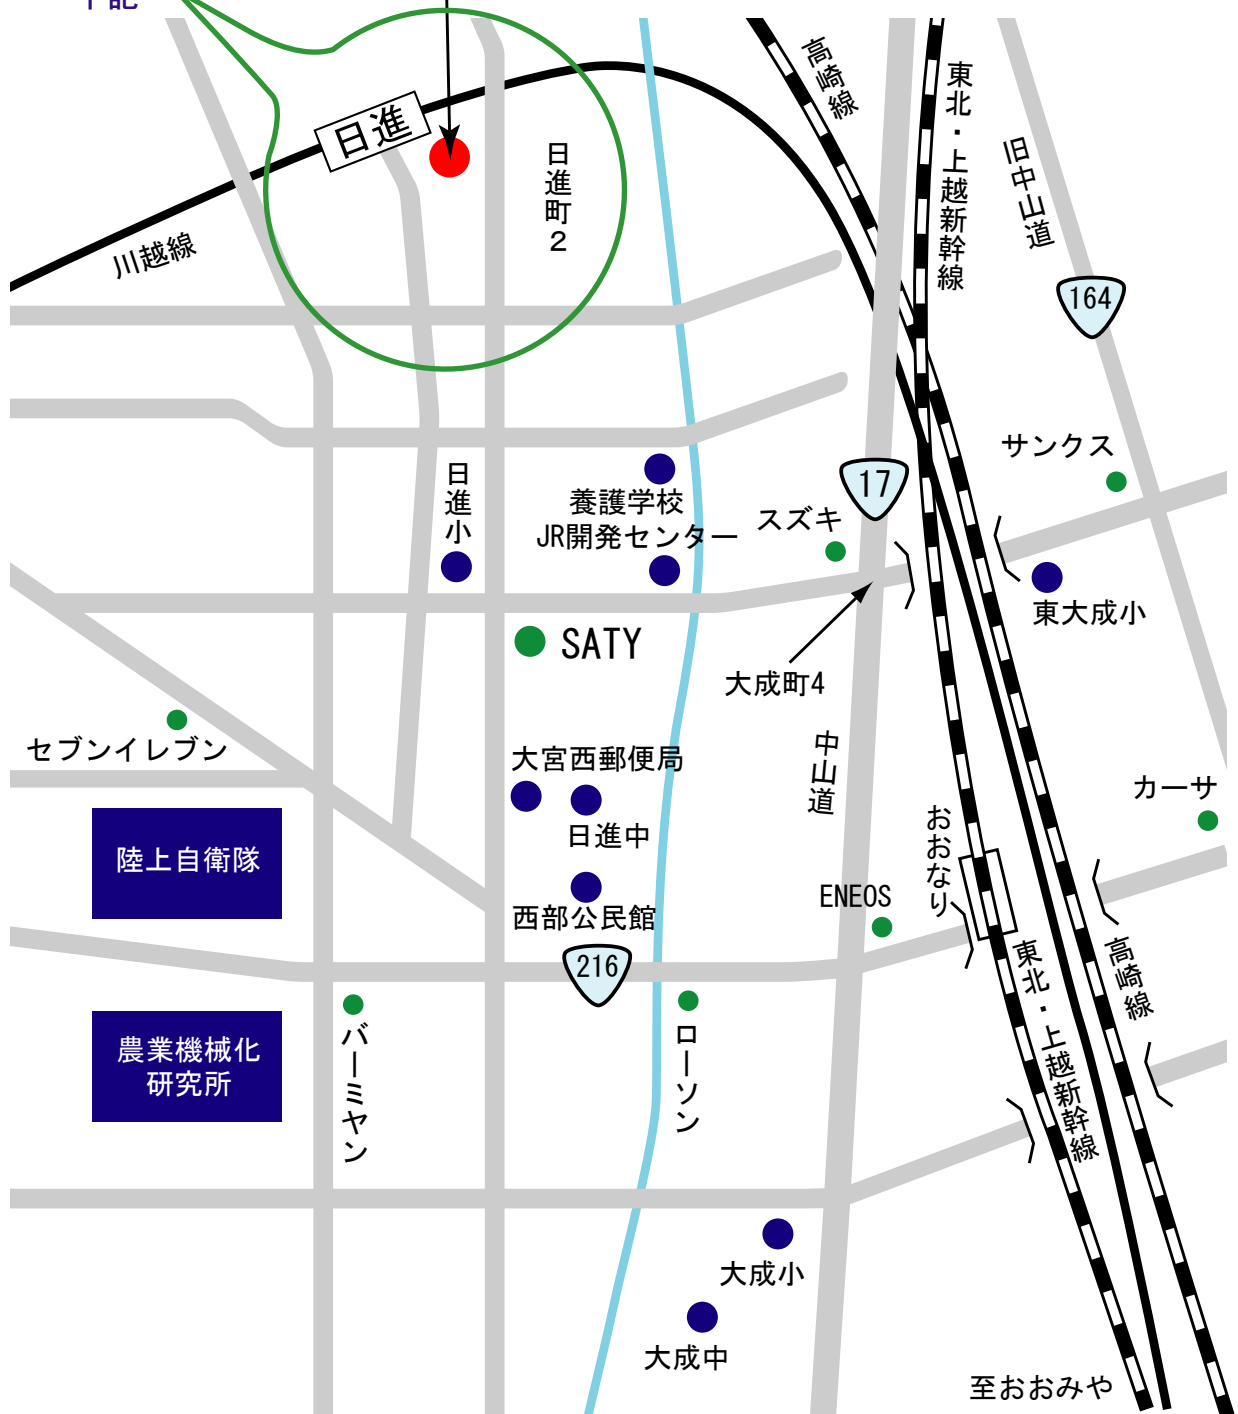 下記
日進
川越線
日進町2
高崎線
東北・上越新幹線
旧中山道
164
サンクス
17
スズキ
日進小
養護学校
JR開発センター
東大成小
SATY
大成町4
セブンイレブン
大宮西郵便局
中山道
カーサ
日進中
おおなり
陸上自衛隊
ENEOS
西部公民館
216
東北・上越新幹線
高崎線
農業機械化
研究所
バーミヤン
ローソン
大成小
大成中
至おおみや